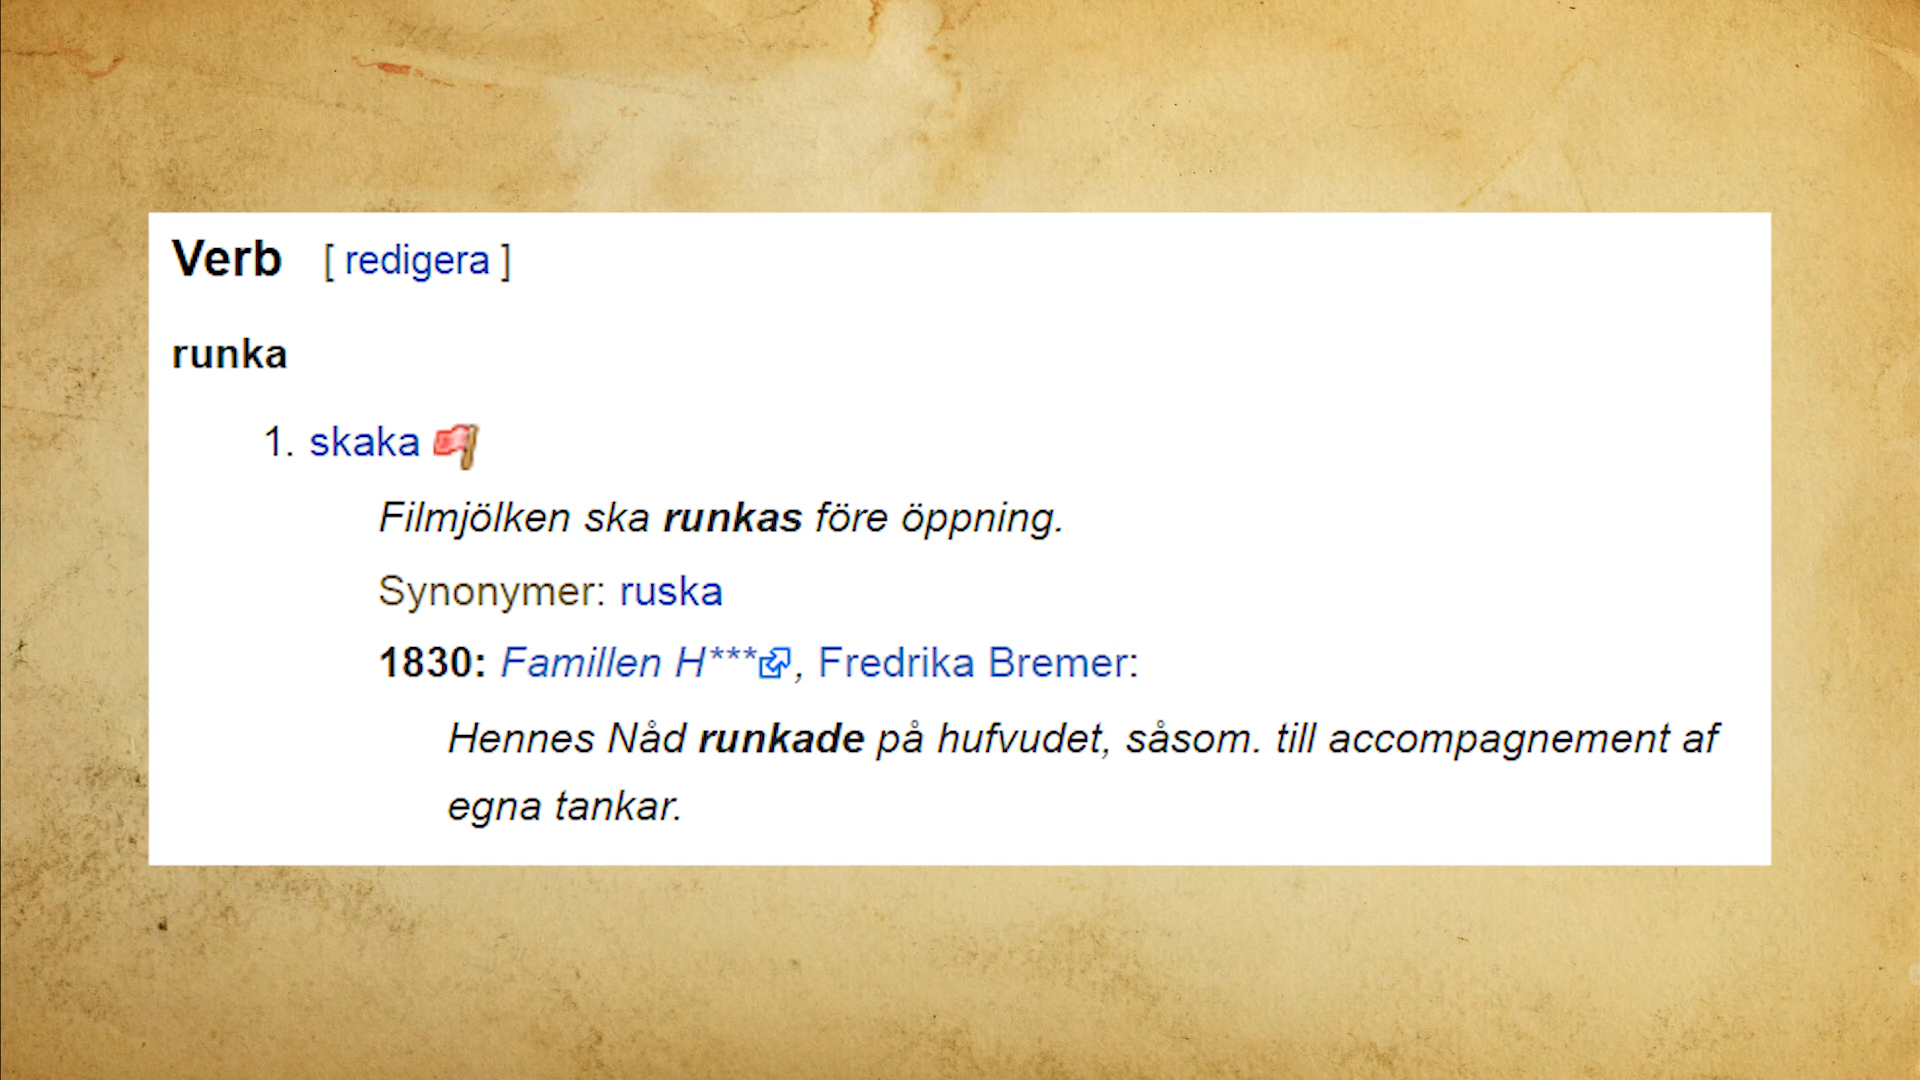 Verb [ redigera ]
runka
1. skaka
Filmjölken ska runkas före öppning.
Synonymer: ruska
1830: Famillen H***, Fredrika Bremer:
Hennes Nåd runkade på hufvudet, såsom. till accompagnement af
egna tankar.